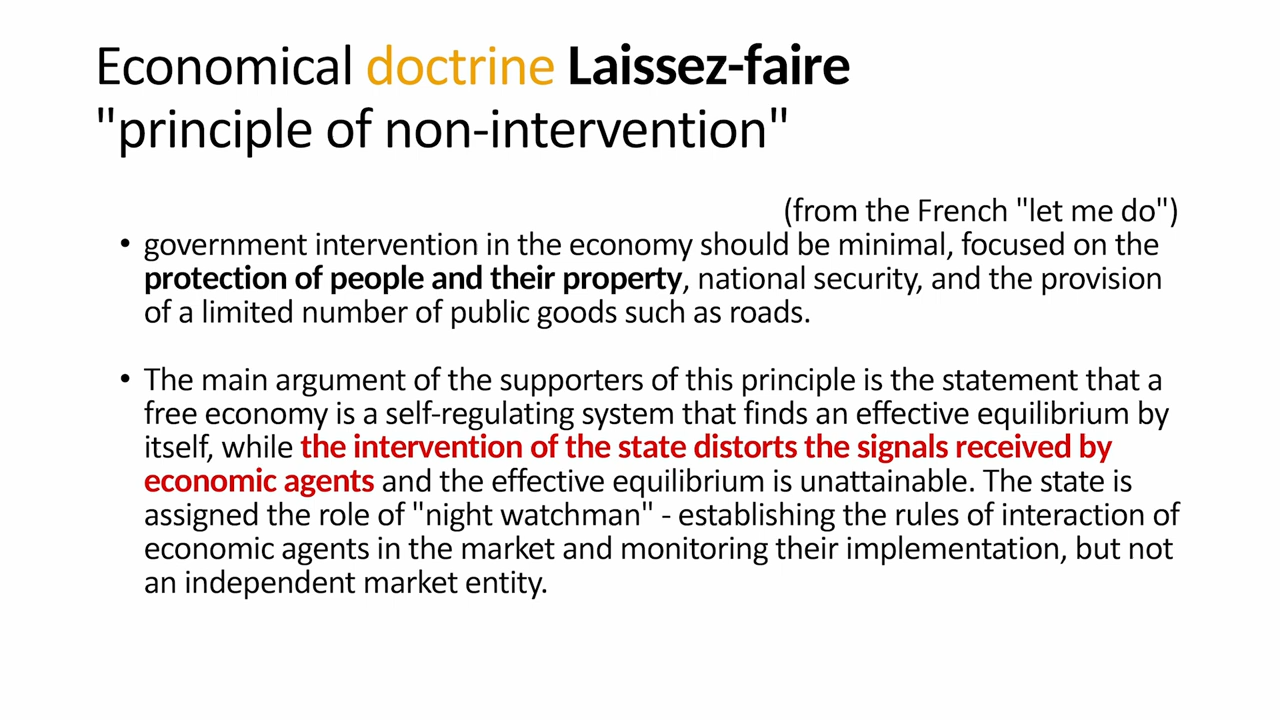 Economical doctrine Laissez-faire
"principle of non-intervention"
(from the French "let me do")
• government intervention in the economy should be minimal, focused on the
protection of people and their property, national security, and the provision
of a limited number of public goods such as roads.
• The main argument of the supporters of this principle is the statement that a
free economy is a self-regulating system that finds an effective equilibrium by
itself, while the intervention of the state distorts the signals received by
economic agents and the effective equilibrium is unattainable. The state is
assigned the role of "night watchman" - establishing the rules of interaction of
economic agents in the market and monitoring their implementation, but not
an independent market entity.